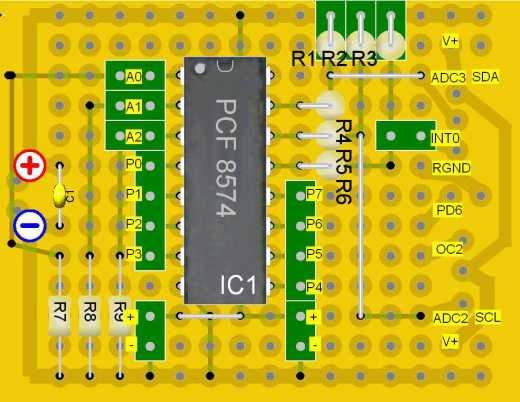 R1 R2 R3
V+
A0
ADC3 SDA
A1
PCF 8574
A2
R4
R5
R6
INT0
P0
RGND
+
C1
P1
P7
PD6
-
P2
P6
OC2
P3
P5
IC1
P4
R7 R8 R9
+
+
ADC2 SCL
-
-
V+